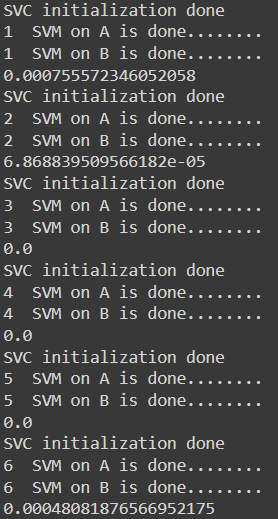 SVC initialization done
1  SVM on A is done........
1  SVM on B is done........
0.000755572346052058
SVC initialization done
2  SVM on A is done........
2  SVM on B is done........
6.868839509566182e-05
SVC initialization done
3  SVM on A is done........
3  SVM on B is done........
0.0
SVC initialization done
4  SVM on A is done........
4  SVM on B is done........
0.0
SVC initialization done
5  SVM on A is done........
5  SVM on B is done........
0.0
SVC initialization done
6  SVM on A is done........
6  SVM on B is done........
0.00048081876566952175